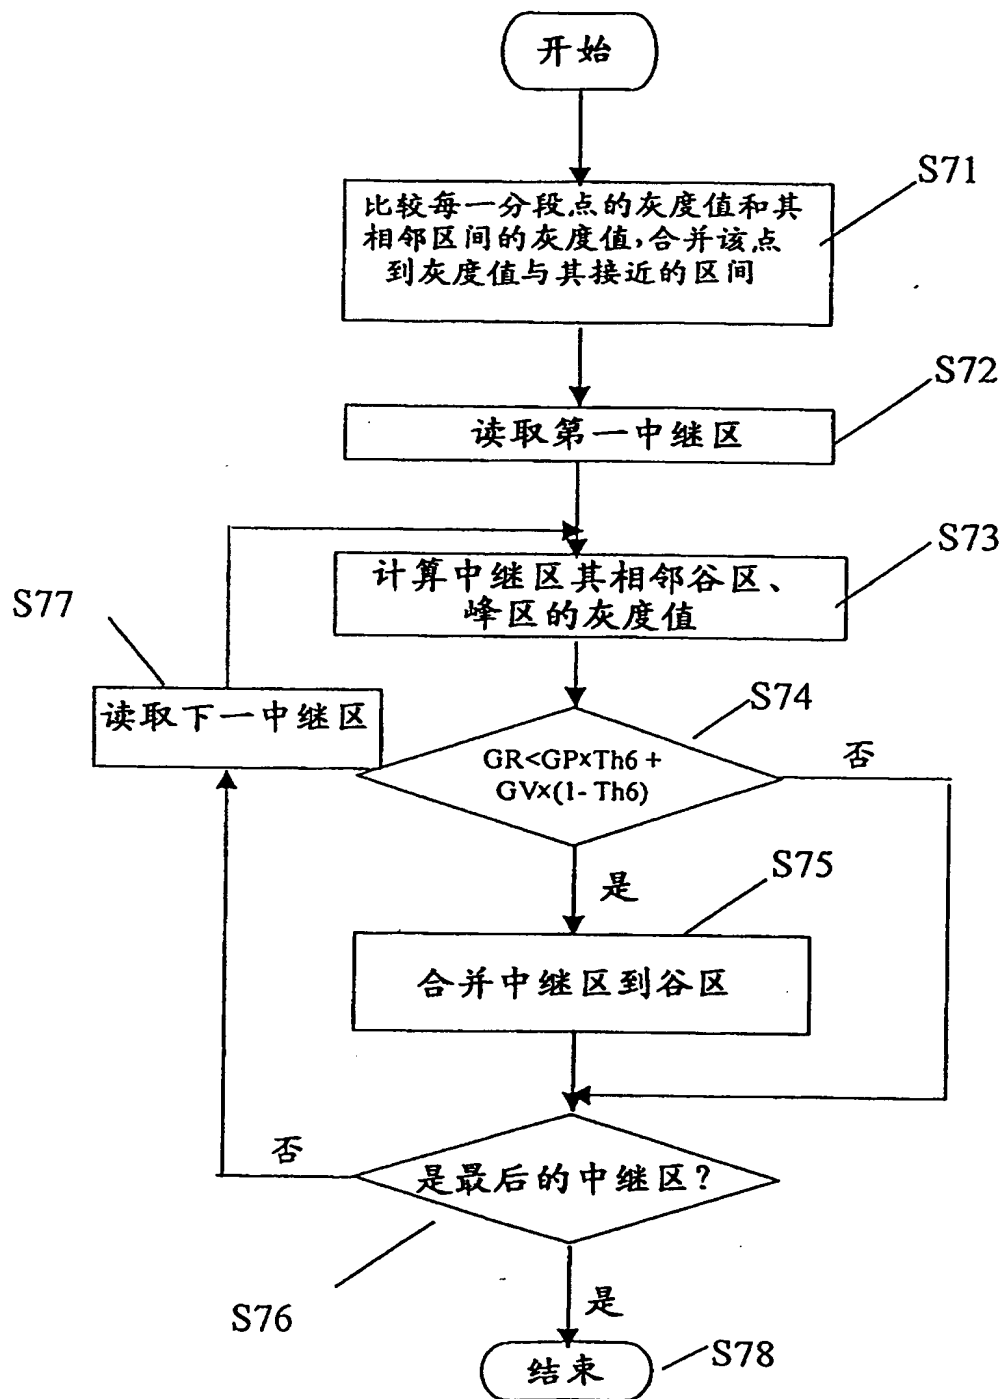 开始
S71
比较每一分段点的灰度值和其
相邻区间的灰度值,合并该点
到灰度值与其接近的区间
S72
读取第一中继区
S73
计算中继区其相邻谷区、
峰区的灰度值
S77
读取下一中继区
S74
GR<GP×Th6 +
GV×(1- Th6)
否
是
S75
合并中继区到谷区
否
是最后的中继区?
S76
是
结束
S78